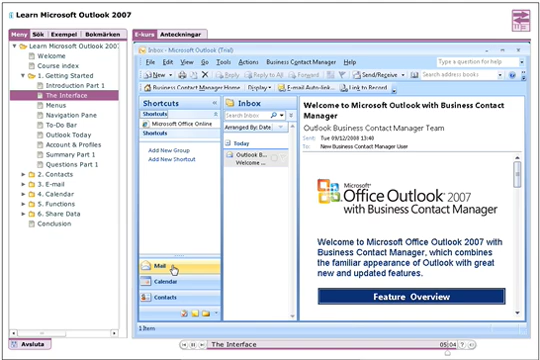 Learn Microsoft Outlook 2007
Meny Sök Exempel Bokmärken
Learn Microsoft Outlook 200
Welcome
Course index
1. Getting Started
Introduction Part 1
The Interface
Menus
Navigation Pane
To-Do Bar
Outlook Today
Account & Profiles
Summary Part 1
Questions Part 1
2. Contacts
3. E-mail
4. Calendar
5. Functions
6. Share Data
Conclusion
Avsluta
E-kurs Anteckningar
Inbox - Microsoft Outlook (Trial)
File Edit View Go Tools Actions Business Contact Manager Help
Type a question for help
New Reply Reply to All Forward Send/Receive Search address books
Business Contact Manager Home Display E-mail Auto-link... Link to Record
Shortcuts
Shortcuts
Microsoft Office Online
Shortcuts
Add New Group
Add New Shortcut
Mail
Calendar
Contacts
1 Item
Inbox
Search Inbox
Arranged By: Date
Today
Outlook B...
Welcome ...
Welcome to Microsoft Outlook with Business Contact
Manager
Outlook Business Contact Manager Team
Sent: Tue 09/12/2008 13:40
To: New Business Contact Manager User
Microsoft®
Office Outlook® 2007
with Business Contact Manager
Welcome to Microsoft Office Outlook 2007 with
Business Contact Manager, which combines
the familiar appearance of Outlook with great
new and updated features.
Feature Overview
The Interface 05:04 ?